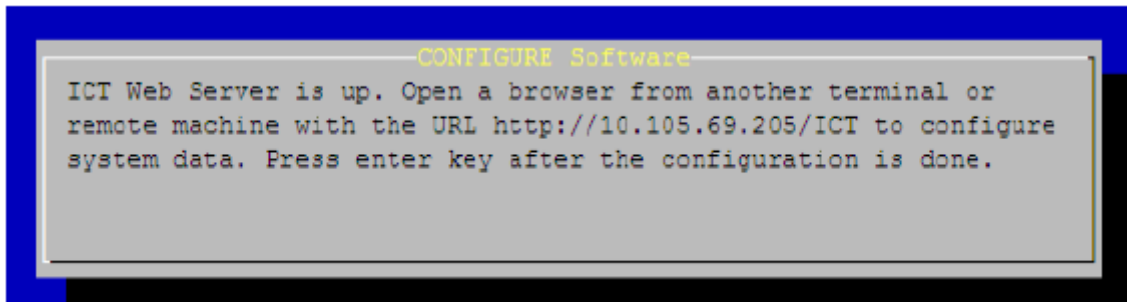 CONFIGURE Software
ICT Web Server is up. Open a browser from another terminal or
remote machine with the URL http://10.105.69.205/ICT to configure
system data. Press enter key after the configuration is done.